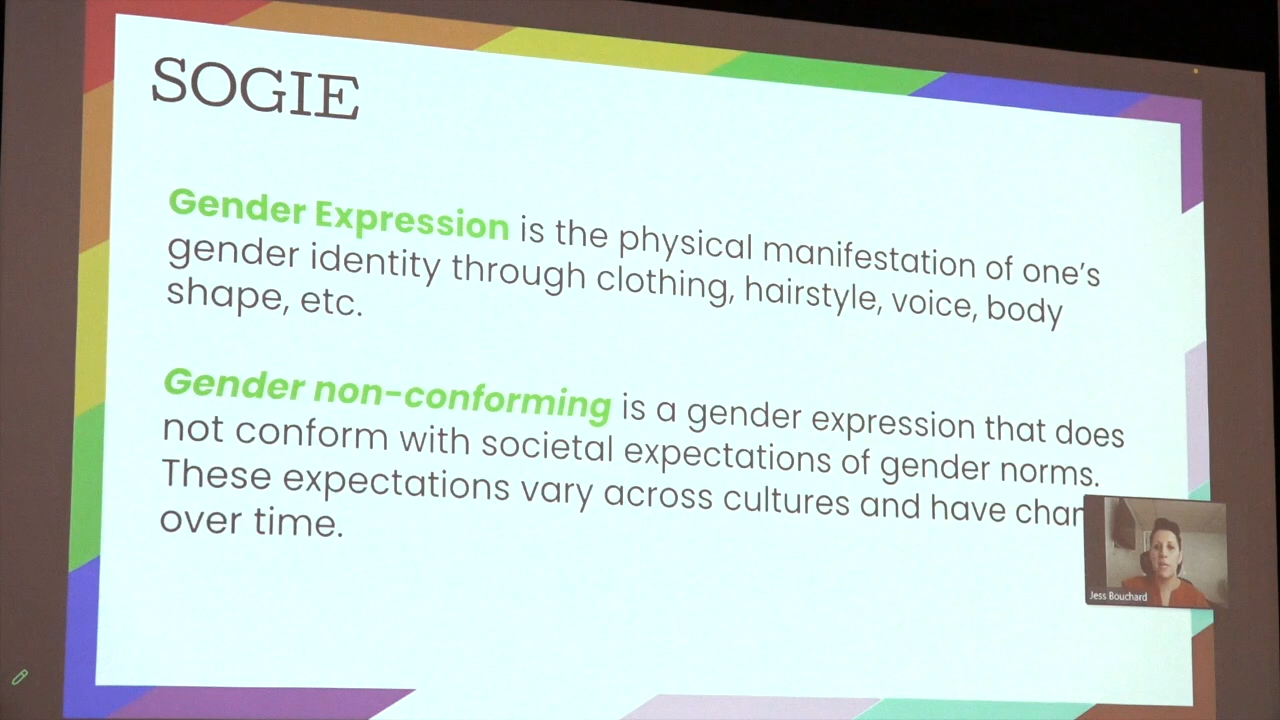 SOGIE
Gender Expression is the physical manifestation of one's
gender identity through clothing, hairstyle, voice, body
shape, etc.
Gender non-conforming is a gender expression that does
not conform with societal expectations of gender norms.
These expectations vary across cultures and have
over time.
Jess Bouchard